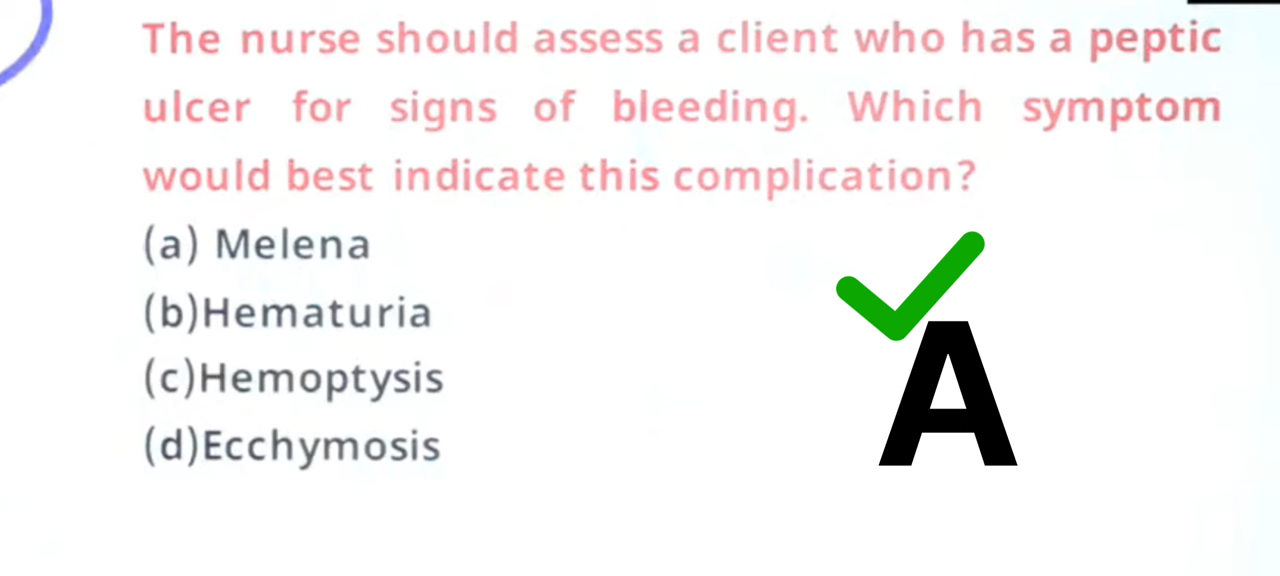 The nurse should assess a client who has a peptic
ulcer for signs of bleeding. Which symptom
would best indicate this complication?
(a) Melena
(b)Hematuria
(c)Hemoptysis
(d)Ecchymosis
A